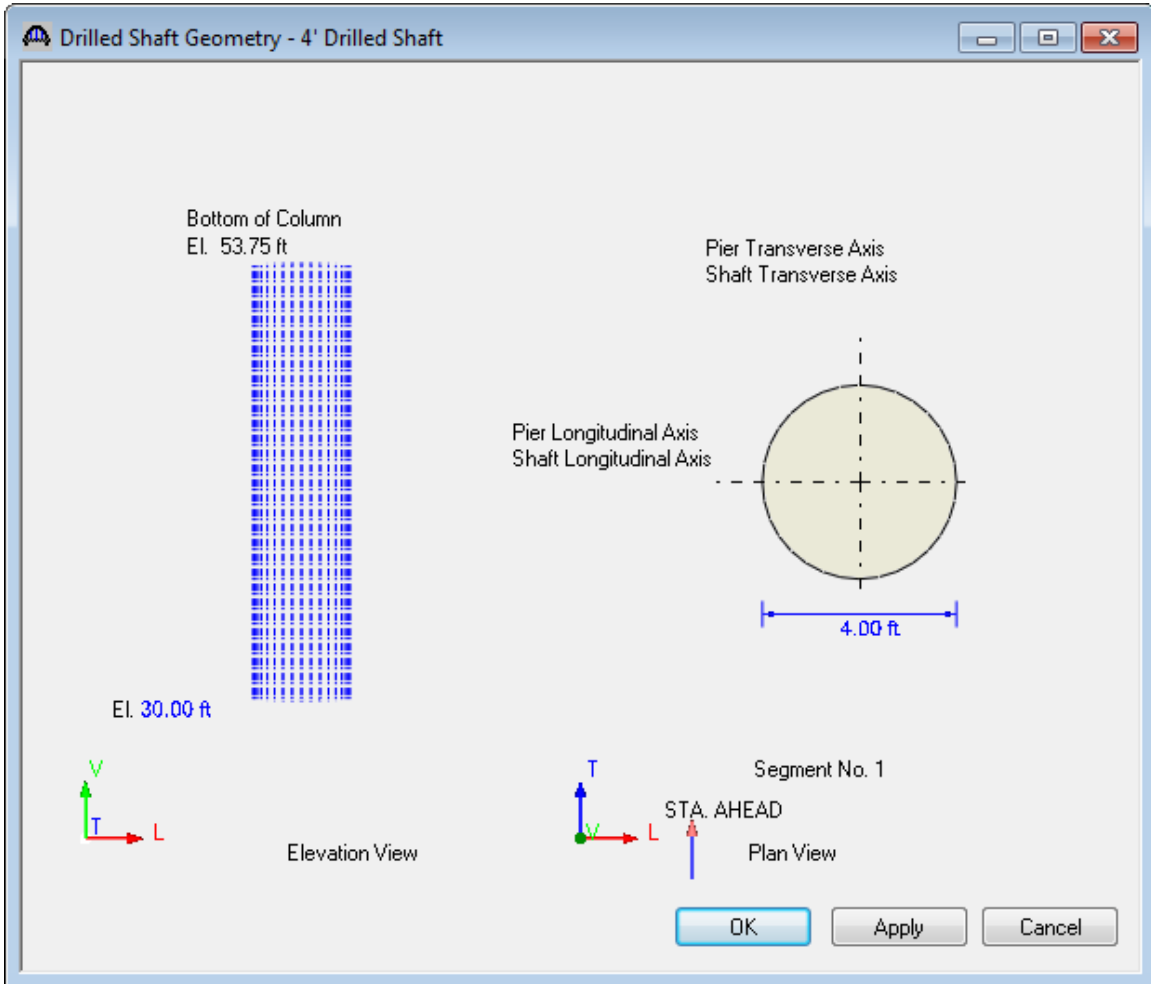 Drilled Shaft Geometry - 4' Drilled Shaft
Bottom of Column
El. 53.75 ft
Pier Transverse Axis
Shaft Transverse Axis
Pier Longitudinal Axis
Shaft Longitudinal Axis
4.00 ft
El. 30.00 ft
V
T
L
Elevation View
T
V
L
Segment No. 1
STA. AHEAD
Plan View
OK
Apply
Cancel